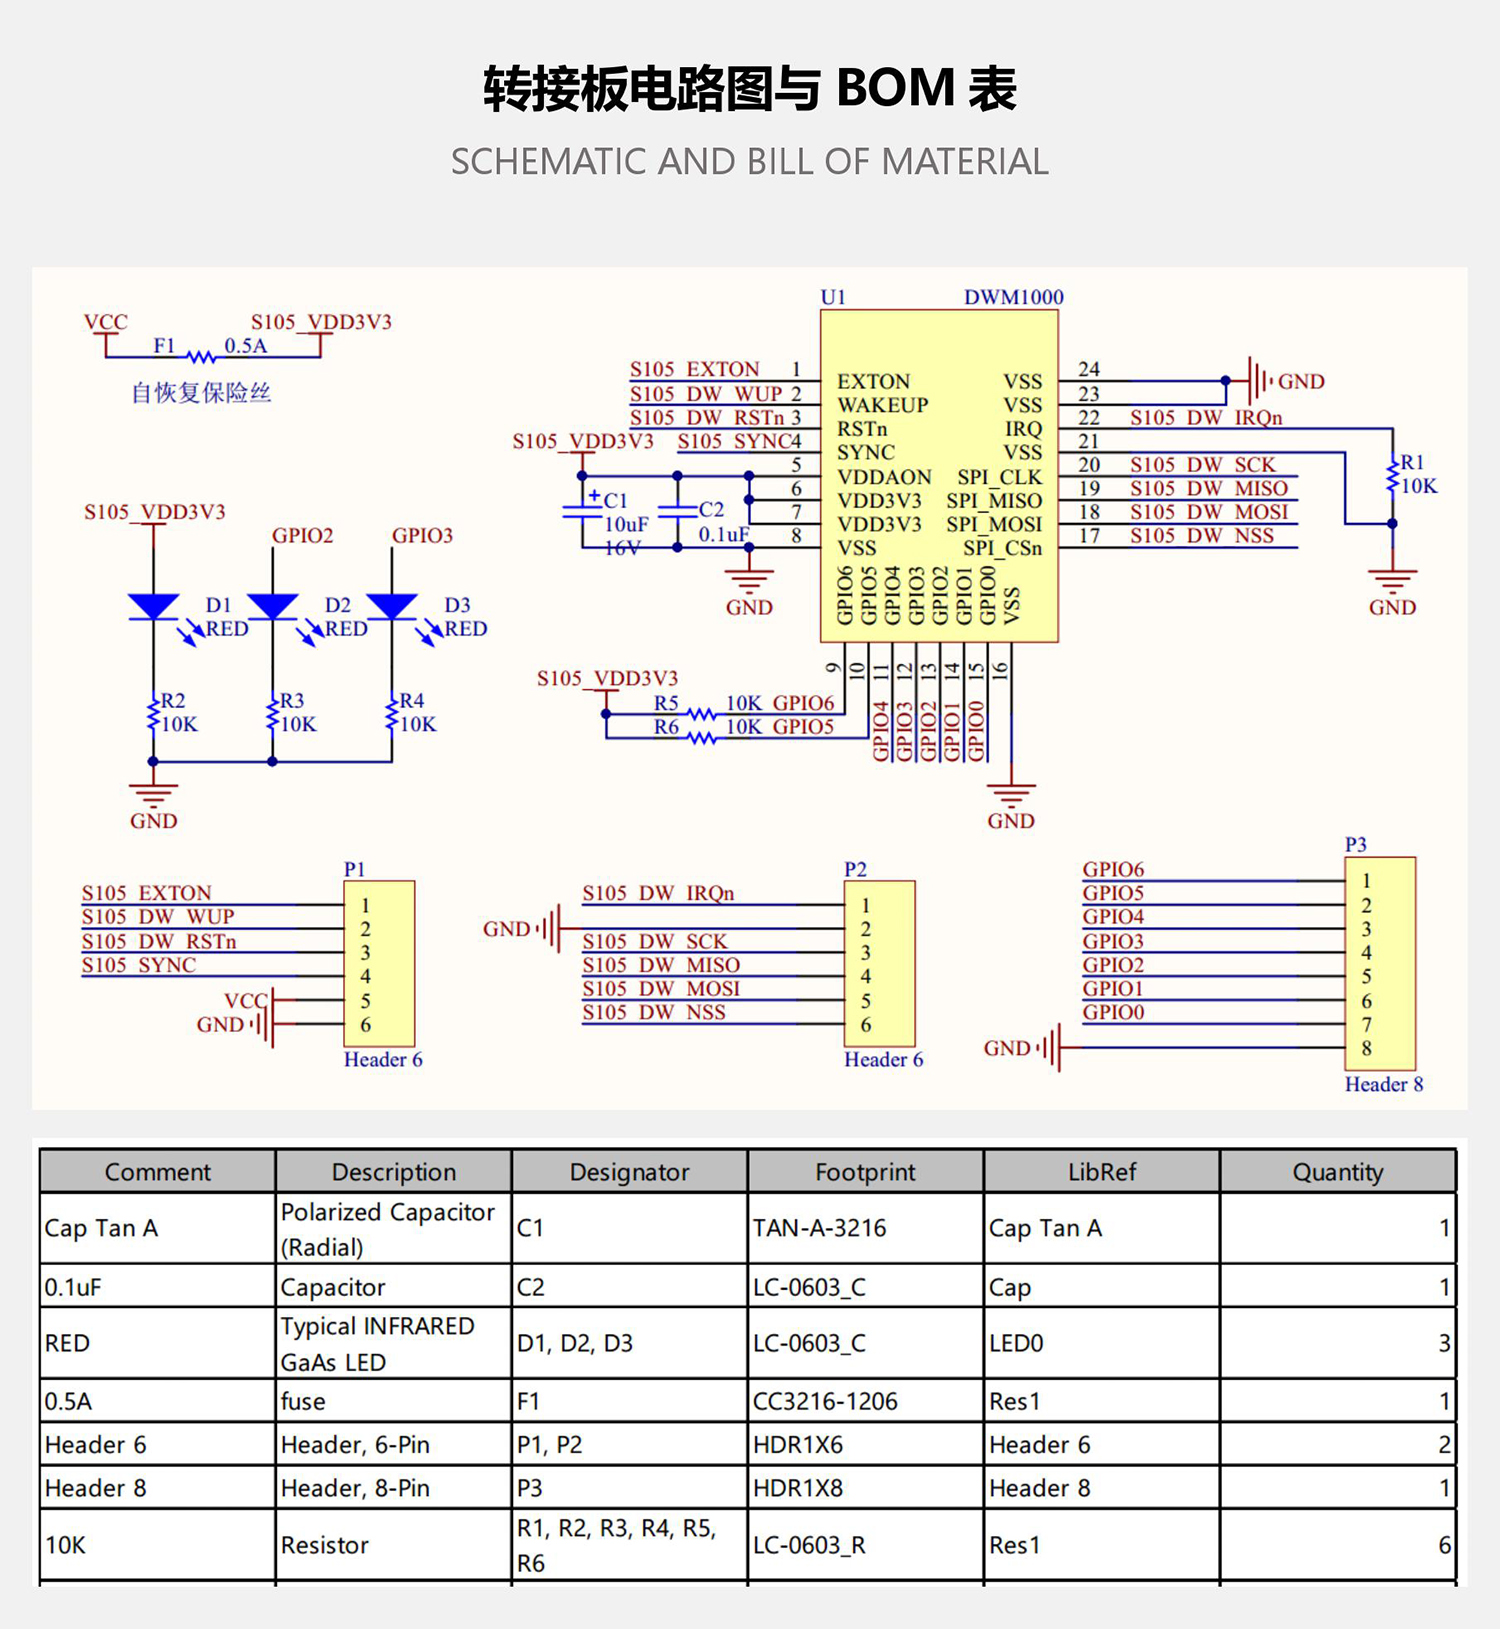 转接板电路图与 BOM 表
SCHEMATIC AND BILL OF MATERIAL
VCC
S105_VDD3V3
F1
0.5A
自恢复保险丝
U1
DWM1000
S105_EXTON 1
S105_DW_WUP 2
S105_DW_RSTn 3
S105_VDD3V3
S105_SYNC 4
5
6
7
8
EXTON
WAKEUP
RSTn
SYNC
VDDAON
VDD3V3
VDD3V3
VSS
VSS
VSS
IRQ
VSS
SPI_CLK
SPI_MISO
SPI_MOSI
SPI_CSn
24
23
22 S105_DW_IRQn
21
20 S105_DW_SCK
19 S105_DW_MISO
18 S105_DW_MOSI
17 S105_DW_NSS
GND
R1
10K
GND
+
C1
10uF
16V
C2
0.1uF
GND
GPIO6
GPIO5
GPIO4
GPIO3
GPIO2
GPIO1
GPIO0
VSS
9
10
11
12
13
14
15
16
S105_VDD3V3
R5 10K GPIO6
R6 10K GPIO5
GPIO4
GPIO3
GPIO2
GPIO1
GPIO0
GND
S105_VDD3V3
GPIO2
GPIO3
D1
RED
D2
RED
D3
RED
R2
10K
R3
10K
R4
10K
GND
P1
S105_EXTON 1
S105_DW_WUP 2
S105_DW_RSTn 3
S105_SYNC 4
VCC 5
GND 6
Header 6
P2
S105_DW_IRQn 1
GND 2
S105_DW_SCK 3
S105_DW_MISO 4
S105_DW_MOSI 5
S105_DW_NSS 6
Header 6
P3
GPIO6 1
GPIO5 2
GPIO4 3
GPIO3 4
GPIO2 5
GPIO1 6
GPIO0 7
GND 8
Header 8
Comment Description Designator Footprint LibRef Quantity
Cap Tan A Polarized Capacitor (Radial) C1 TAN-A-3216 Cap Tan A 1
0.1uF Capacitor C2 LC-0603_C Cap 1
RED Typical INFRARED GaAs LED D1, D2, D3 LC-0603_C LED0 3
0.5A fuse F1 CC3216-1206 Res1 1
Header 6 Header, 6-Pin P1, P2 HDR1X6 Header 6 2
Header 8 Header, 8-Pin P3 HDR1X8 Header 8 1
10K Resistor R1, R2, R3, R4, R5, R6 LC-0603_R Res1 6